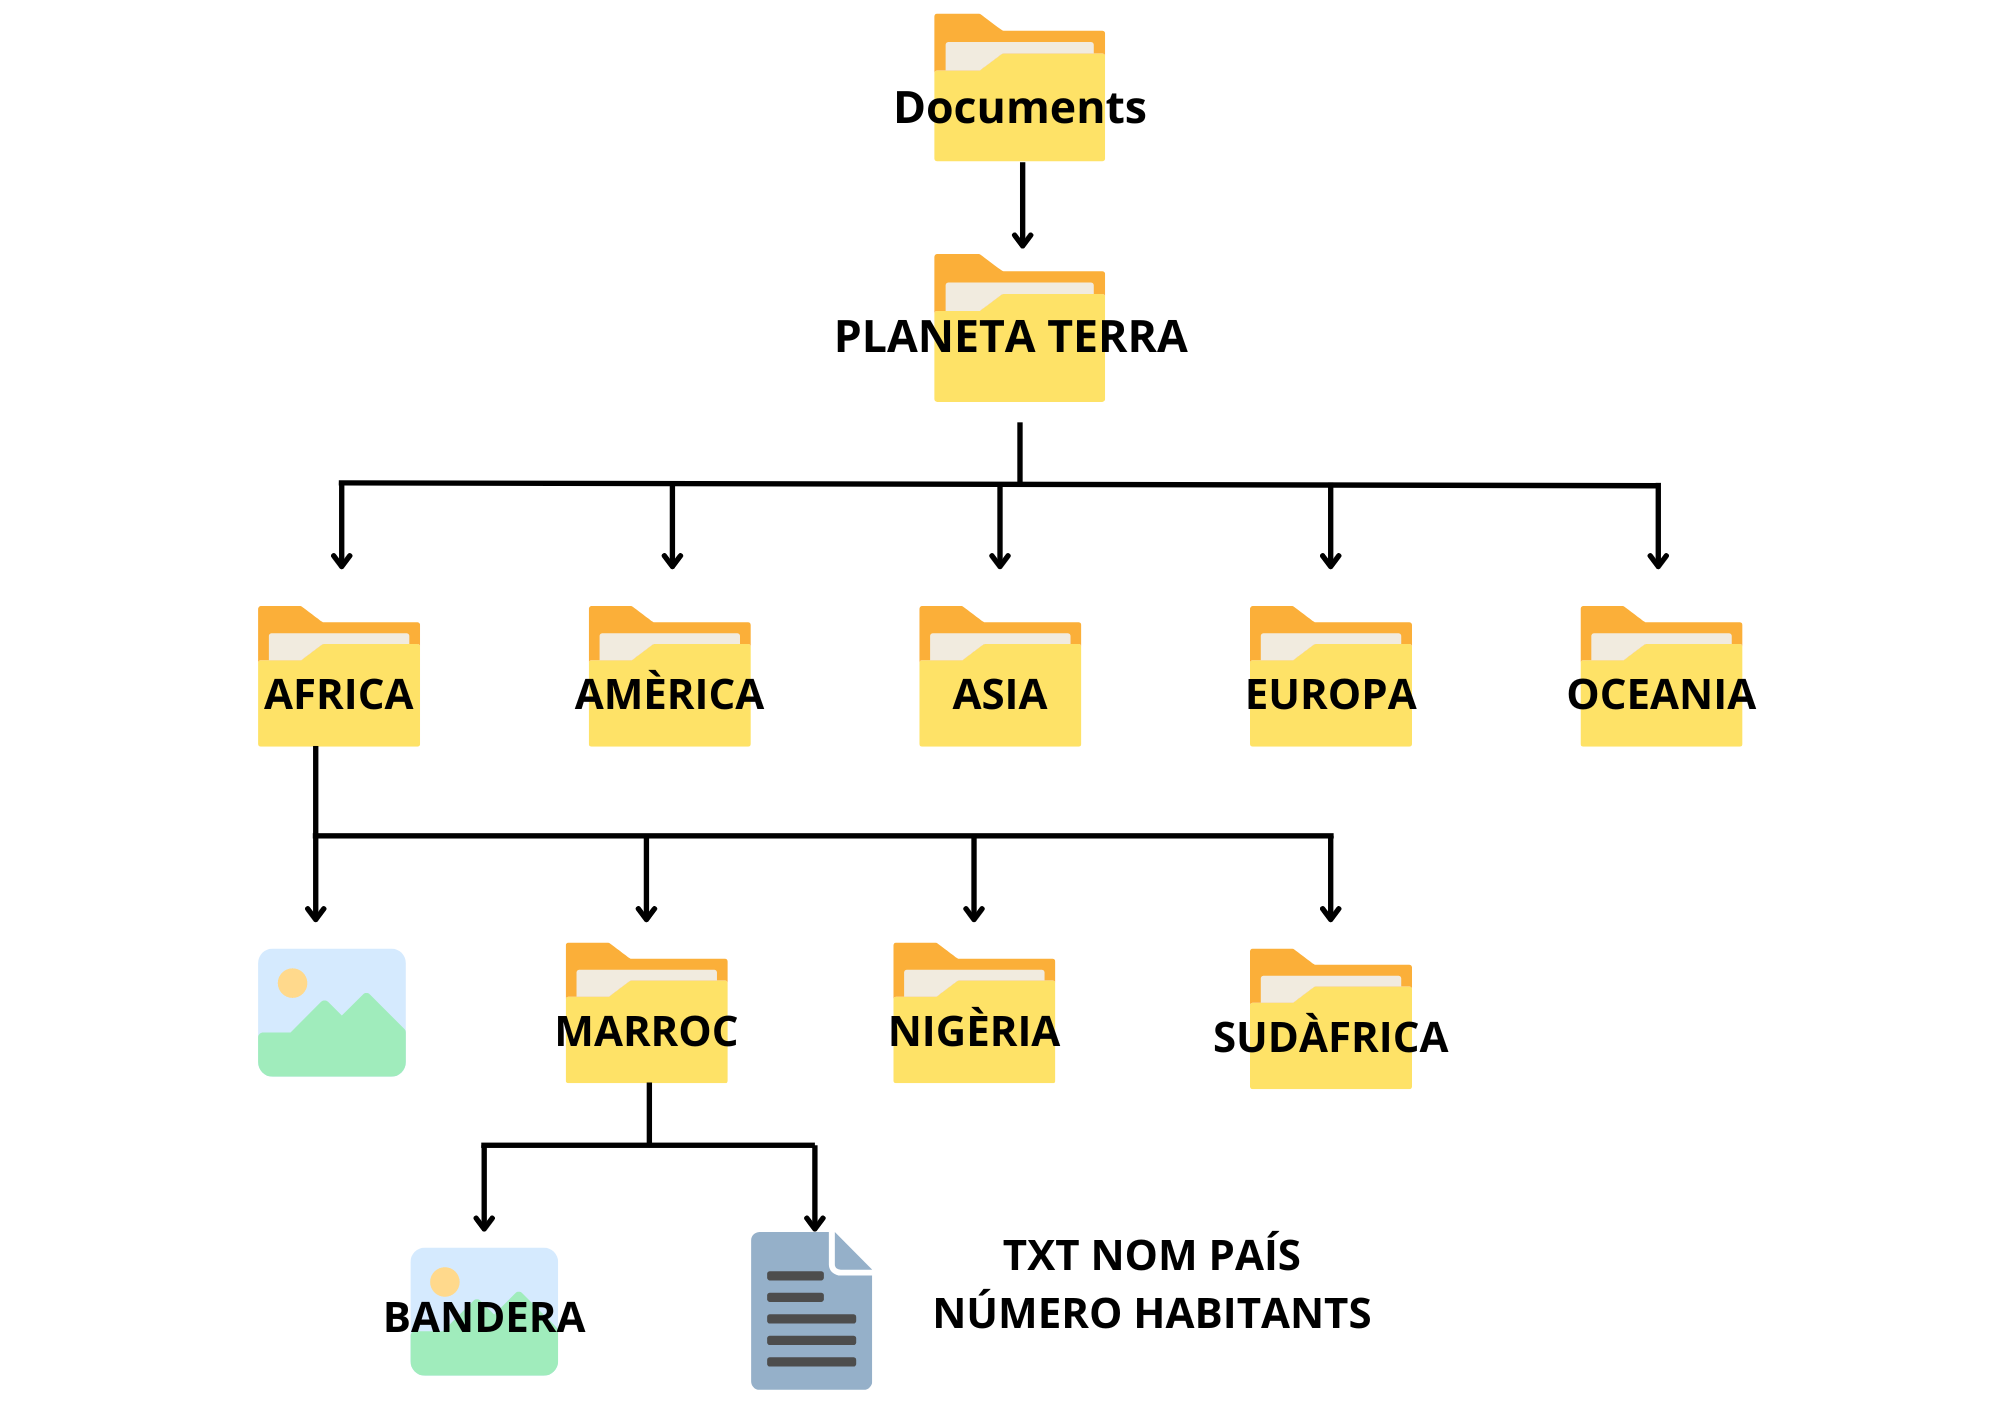 Documents
PLANETA TERRA
AFRICA
AMÈRICA
ASIA
EUROPA
OCEANIA
MARROC
NIGÈRIA
SUDÀFRICA
BANDERA
TXT NOM PAÍS
NÚMERO HABITANTS